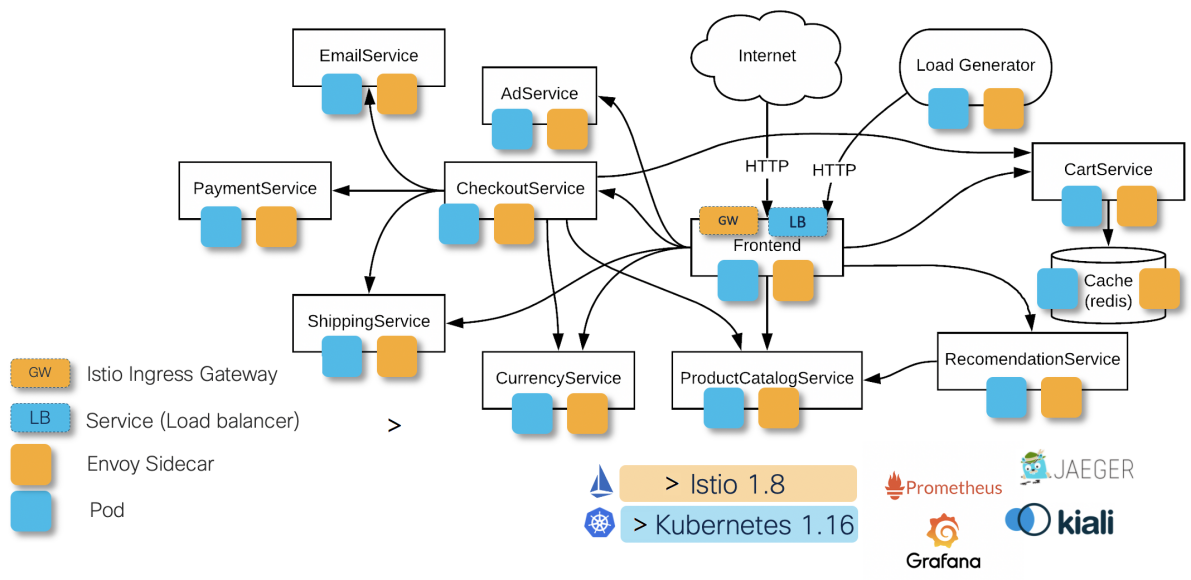 EmailService
Internet
Load Generator
AdService
HTTP
HTTP
PaymentService
CheckoutService
CartService
GW
LB
Frontend
Cache
(redis)
ShippingService
CurrencyService
ProductCatalogService
RecomendationService
GW
Istio Ingress Gateway
LB
Service (Load balancer)
>
Envoy Sidecar
Pod
> Istio 1.8
> Kubernetes 1.16
Prometheus
JAEGER
Grafana
kiali